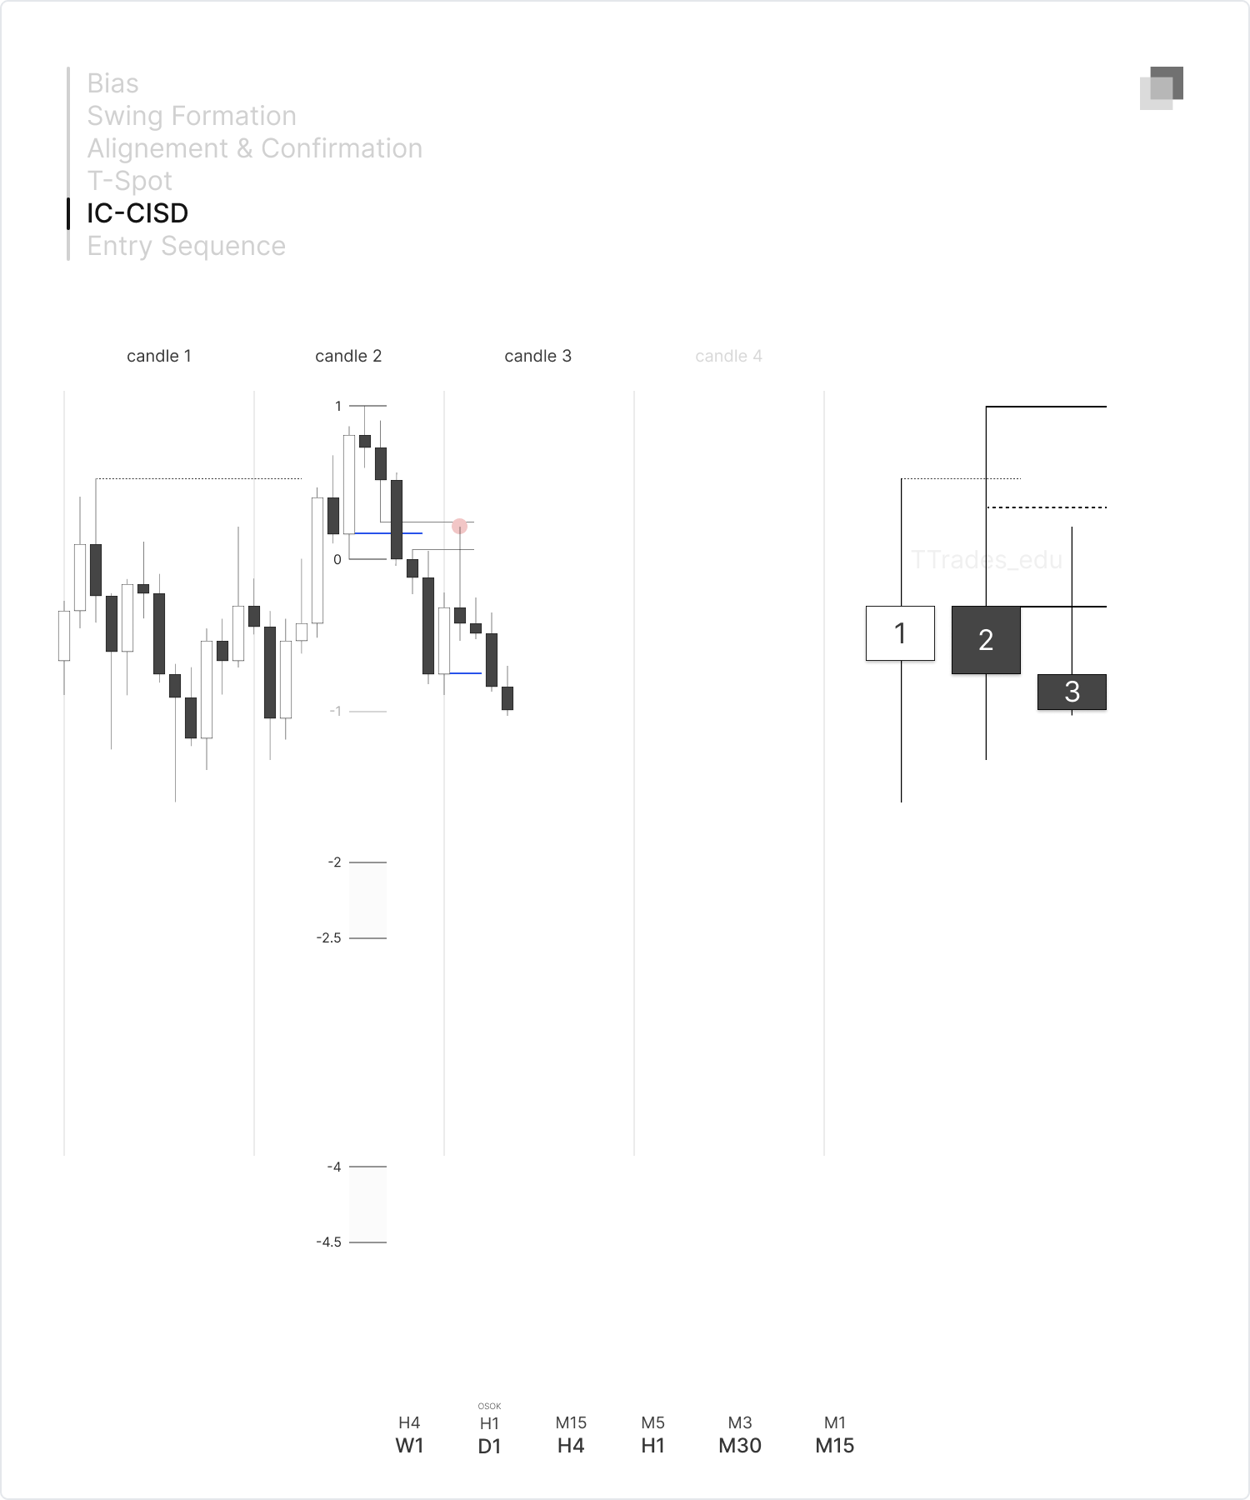 Bias
Swing Formation
Alignement & Confirmation
T-Spot
IC-CISD
Entry Sequence
candle 1
candle 2
candle 3
candle 4
1
0
-1
-2
-2.5
-4
-4.5
TTrades_edu
1
2
3
OSOK
H4 H1 M15 M5 M3 M1
W1 D1 H4 H1 M30 M15